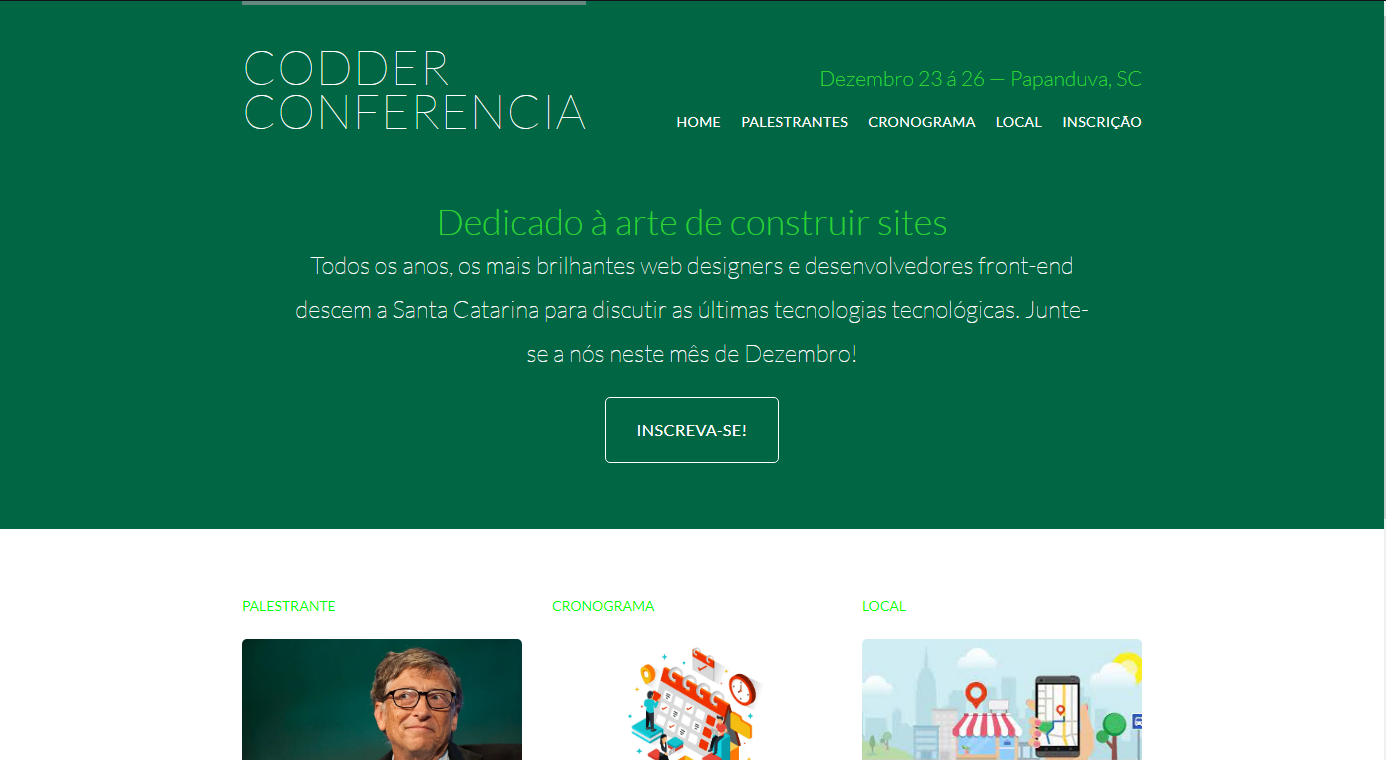 CODDER
CONFERENCIA
Dezembro 23 á 26 — Papanduva, SC
HOME PALESTRANTES CRONOGRAMA LOCAL INSCRIÇÃO
Dedicado à arte de construir sites
Todos os anos, os mais brilhantes web designers e desenvolvedores front-end
descem a Santa Catarina para discutir as últimas tecnologias tecnológicas. Junte-
se a nós neste mês de Dezembro!
INSCREVA-SE!
PALESTRANTE CRONOGRAMA LOCAL